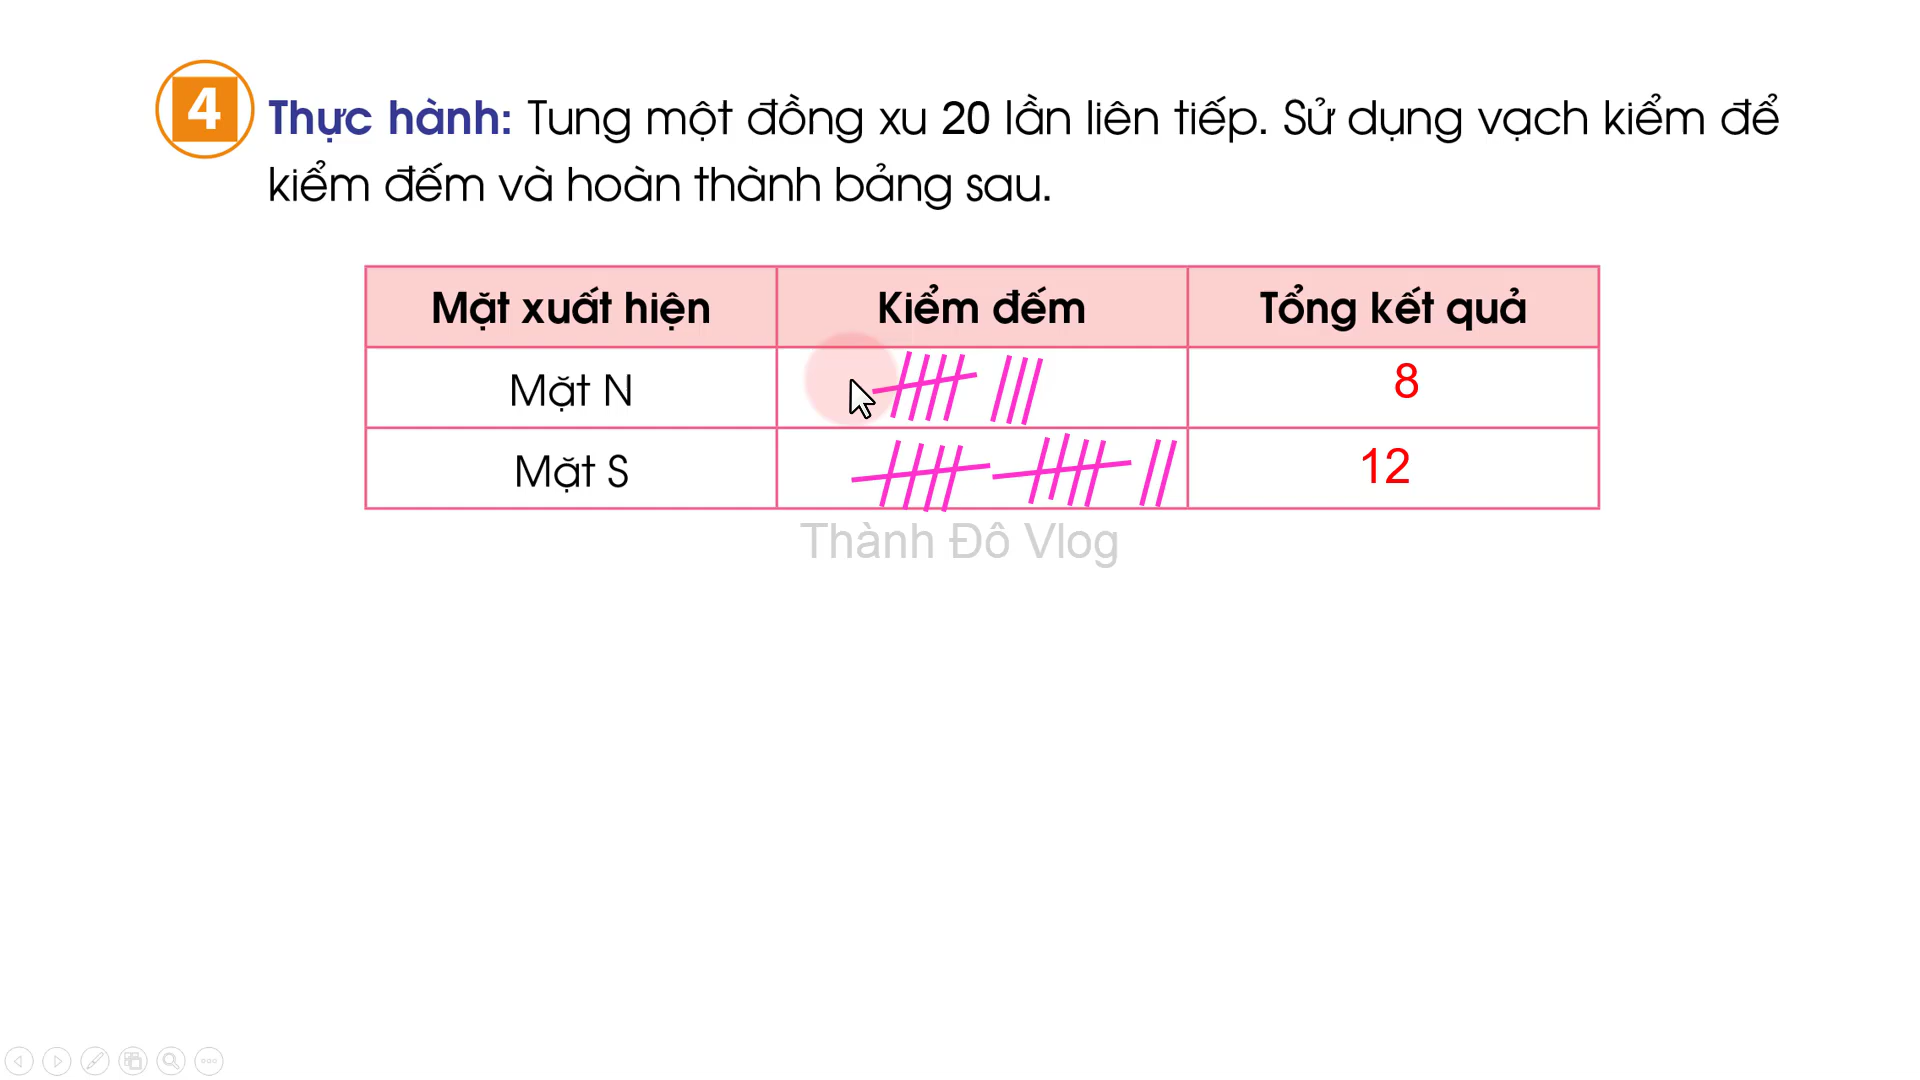 4
Thực hành: Tung một đồng xu 20 lần liên tiếp. Sử dụng vạch kiểm để
kiểm đếm và hoàn thành bảng sau.
Mặt xuất hiện Kiểm đếm Tổng kết quả
Mặt N 8
Mặt S 12
Thành Đô Vlog